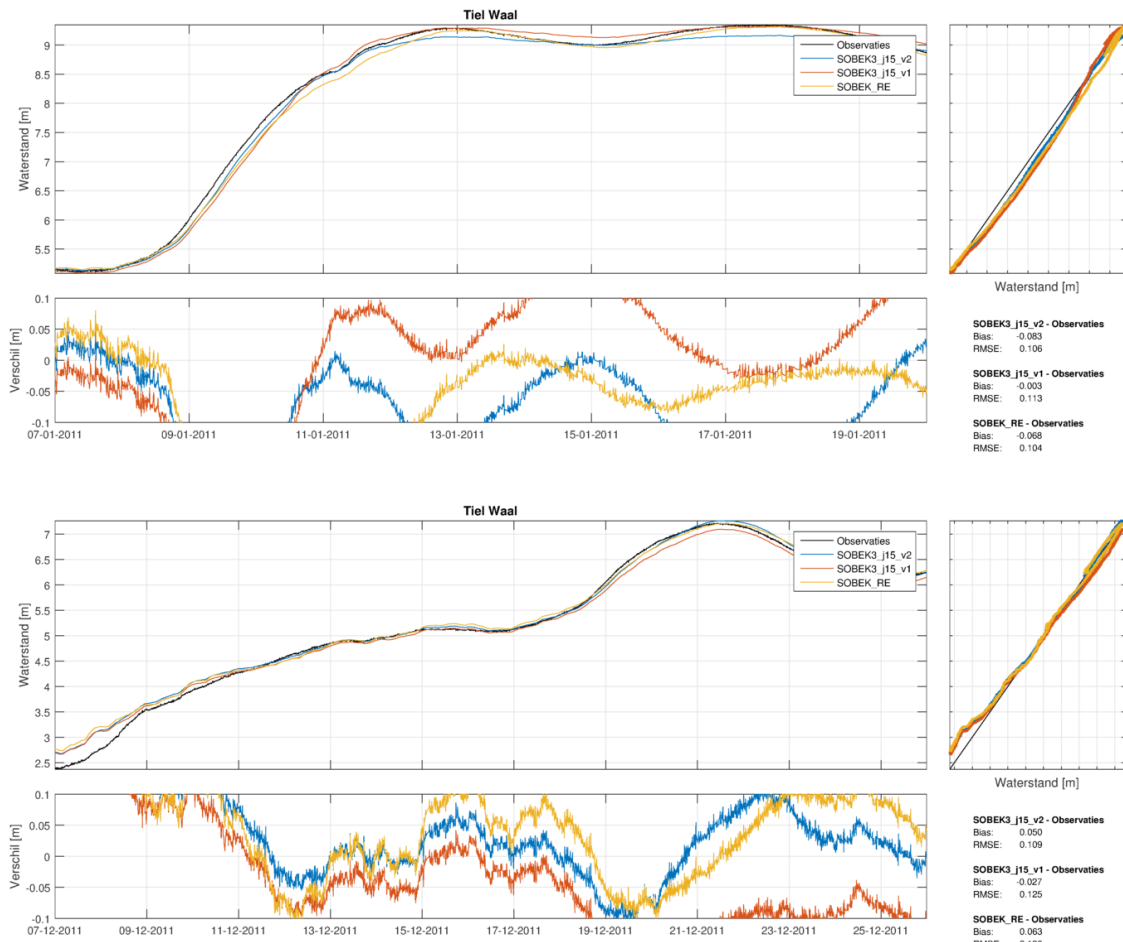 Tiel Waal
Waterstand [m]
9
8.5
8
7.5
7
6.5
6
5.5
Observaties
SOBEK3_j15_v2
SOBEK3_j15_v1
SOBEK_RE
Waterstand [m]
Verschil [m]
0.1
0.05
0
-0.05
-0.1
07-01-2011 09-01-2011 11-01-2011 13-01-2011 15-01-2011 17-01-2011 19-01-2011
SOBEK3_j15_v2 - Observaties
Bias: -0.083
RMSE: 0.106
SOBEK3_j15_v1 - Observaties
Bias: -0.003
RMSE: 0.113
SOBEK_RE - Observaties
Bias: -0.068
RMSE: 0.104
Tiel Waal
Waterstand [m]
7
6.5
6
5.5
5
4.5
4
3.5
3
2.5
Observaties
SOBEK3_j15_v2
SOBEK3_j15_v1
SOBEK_RE
Waterstand [m]
Verschil [m]
0.1
0.05
0
-0.05
-0.1
07-12-2011 09-12-2011 11-12-2011 13-12-2011 15-12-2011 17-12-2011 19-12-2011 21-12-2011 23-12-2011 25-12-2011
SOBEK3_j15_v2 - Observaties
Bias: 0.050
RMSE: 0.109
SOBEK3_j15_v1 - Observaties
Bias: -0.027
RMSE: 0.125
SOBEK_RE - Observaties
Bias: 0.063